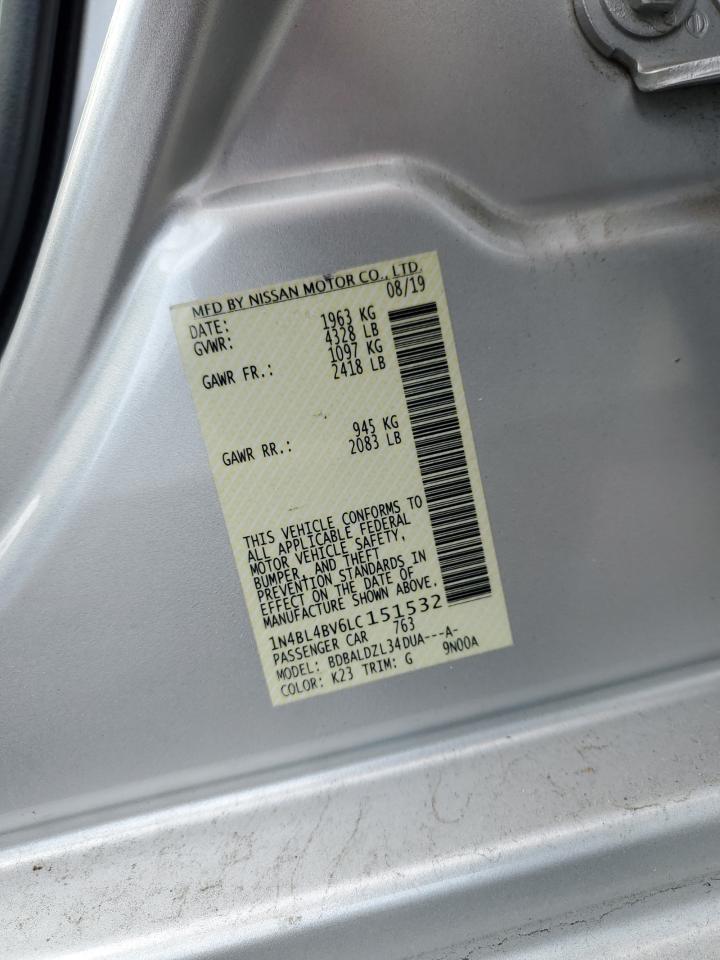 MFD BY NISSAN MOTOR CO., LTD.
DATE: 08/19
GVWR: 1963 KG
4328 LB
GAWR FR.: 1097 KG
2418 LB
GAWR RR.: 945 KG
2083 LB
THIS VEHICLE CONFORMS TO
ALL APPLICABLE FEDERAL
MOTOR VEHICLE SAFETY,
BUMPER, AND THEFT
PREVENTION STANDARDS IN
EFFECT ON THE DATE OF
MANUFACTURE SHOWN ABOVE.
1N4BL4BV6LC151532
PASSENGER CAR 763
MODEL: BDBALDZL34DUA---A-
COLOR: K23 TRIM: G 9N00A